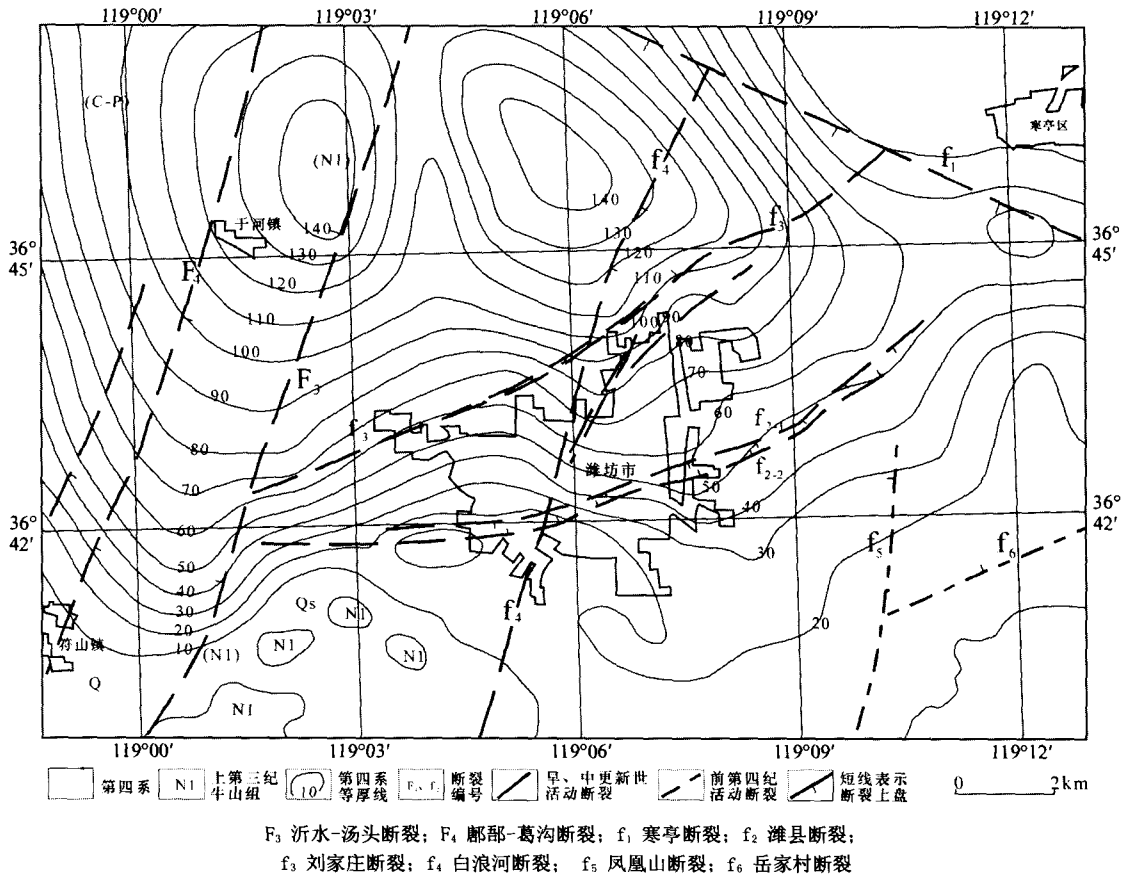 119°00′ 119°03′ 119°06′ 119°09′ 119°12′
(C-P)
寒亭区
f₁
(N1)
f₄
140
f₃
于河镇
140
130
130
120
36°
45′
36°
45′
F₄
120
110
110
100
90
100
80
F₃
70
90
60
f₃
f₂₋₁
80
潍坊市
f₂₋₂
70
50
40
36°
42′
60
36°
42′
30
f₅
f₆
50
40
Qs
N1
30
f₄
20
20
符山镇
10
(N1)
N1
N1
Q
N1
119°00′ 119°03′ 119°06′ 119°09′ 119°12′
第四系
N1 上第三纪牛山组
10 第四系等厚线
F₃、f₂ 断裂编号
早、中更新世活动断裂
前第四纪活动断裂
短线表示断裂上盘
0 2km
F₃ 沂水-汤头断裂; F₄ 鄌郚-葛沟断裂; f₁ 寒亭断裂; f₂ 潍县断裂;
f₃ 刘家庄断裂; f₄ 白浪河断裂; f₅ 凤凰山断裂; f₆ 岳家村断裂